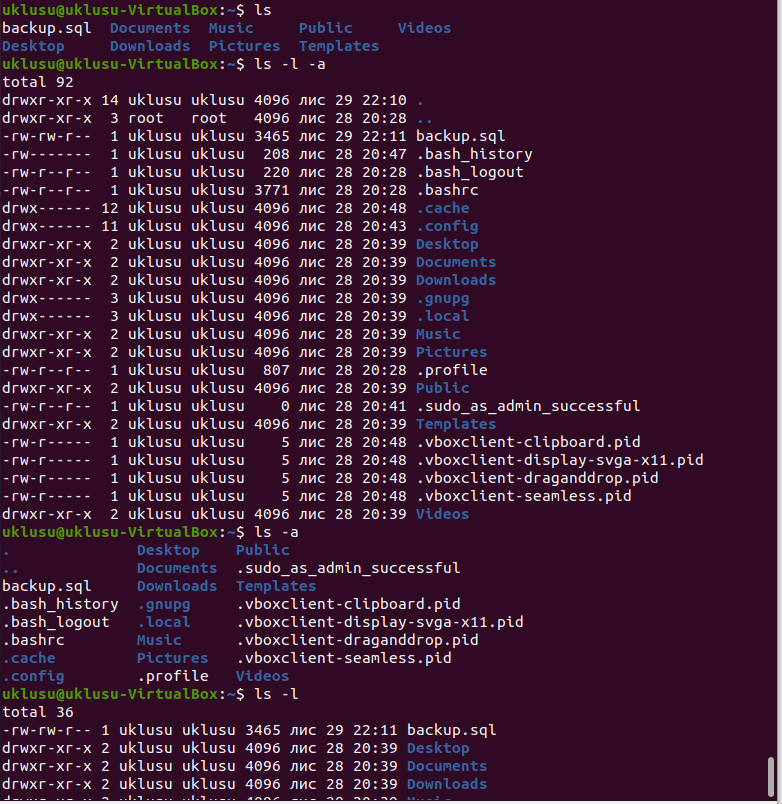 uklusu@uklusu-VirtualBox:~$ ls
backup.sql  Documents  Music     Public     Videos
Desktop     Downloads  Pictures  Templates
uklusu@uklusu-VirtualBox:~$ ls -l -a
total 92
drwxr-xr-x 14 uklusu uklusu 4096 лис 29 22:10 .
drwxr-xr-x  3 root   root   4096 лис 28 20:28 ..
-rw-rw-r--  1 uklusu uklusu 3465 лис 29 22:11 backup.sql
-rw-------  1 uklusu uklusu  208 лис 28 20:47 .bash_history
-rw-r--r--  1 uklusu uklusu  220 лис 28 20:28 .bash_logout
-rw-r--r--  1 uklusu uklusu 3771 лис 28 20:28 .bashrc
drwx------ 12 uklusu uklusu 4096 лис 28 20:48 .cache
drwx------ 11 uklusu uklusu 4096 лис 28 20:43 .config
drwxr-xr-x  2 uklusu uklusu 4096 лис 28 20:39 Desktop
drwxr-xr-x  2 uklusu uklusu 4096 лис 28 20:39 Documents
drwxr-xr-x  2 uklusu uklusu 4096 лис 28 20:39 Downloads
drwx------  3 uklusu uklusu 4096 лис 28 20:39 .gnupg
drwx------  3 uklusu uklusu 4096 лис 28 20:39 .local
drwxr-xr-x  2 uklusu uklusu 4096 лис 28 20:39 Music
drwxr-xr-x  2 uklusu uklusu 4096 лис 28 20:39 Pictures
-rw-r--r--  1 uklusu uklusu  807 лис 28 20:28 .profile
drwxr-xr-x  2 uklusu uklusu 4096 лис 28 20:39 Public
-rw-r--r--  1 uklusu uklusu    0 лис 28 20:41 .sudo_as_admin_successful
drwxr-xr-x  2 uklusu uklusu 4096 лис 28 20:39 Templates
-rw-r-----  1 uklusu uklusu    5 лис 28 20:48 .vboxclient-clipboard.pid
-rw-r-----  1 uklusu uklusu    5 лис 28 20:48 .vboxclient-display-svga-x11.pid
-rw-r-----  1 uklusu uklusu    5 лис 28 20:48 .vboxclient-draganddrop.pid
-rw-r-----  1 uklusu uklusu    5 лис 28 20:48 .vboxclient-seamless.pid
drwxr-xr-x  2 uklusu uklusu 4096 лис 28 20:39 Videos
uklusu@uklusu-VirtualBox:~$ ls -a
.              Desktop    Public
..             Documents  .sudo_as_admin_successful
backup.sql     Downloads  Templates
.bash_history  .gnupg     .vboxclient-clipboard.pid
.bash_logout   .local     .vboxclient-display-svga-x11.pid
.bashrc        Music      .vboxclient-draganddrop.pid
.cache         Pictures   .vboxclient-seamless.pid
.config        .profile   Videos
uklusu@uklusu-VirtualBox:~$ ls -l
total 36
-rw-rw-r-- 1 uklusu uklusu 3465 лис 29 22:11 backup.sql
drwxr-xr-x 2 uklusu uklusu 4096 лис 28 20:39 Desktop
drwxr-xr-x 2 uklusu uklusu 4096 лис 28 20:39 Documents
drwxr-xr-x 2 uklusu uklusu 4096 лис 28 20:39 Downloads
drwxr-xr-x 2 uklusu uklusu 4096 лис 28 20:39 Music